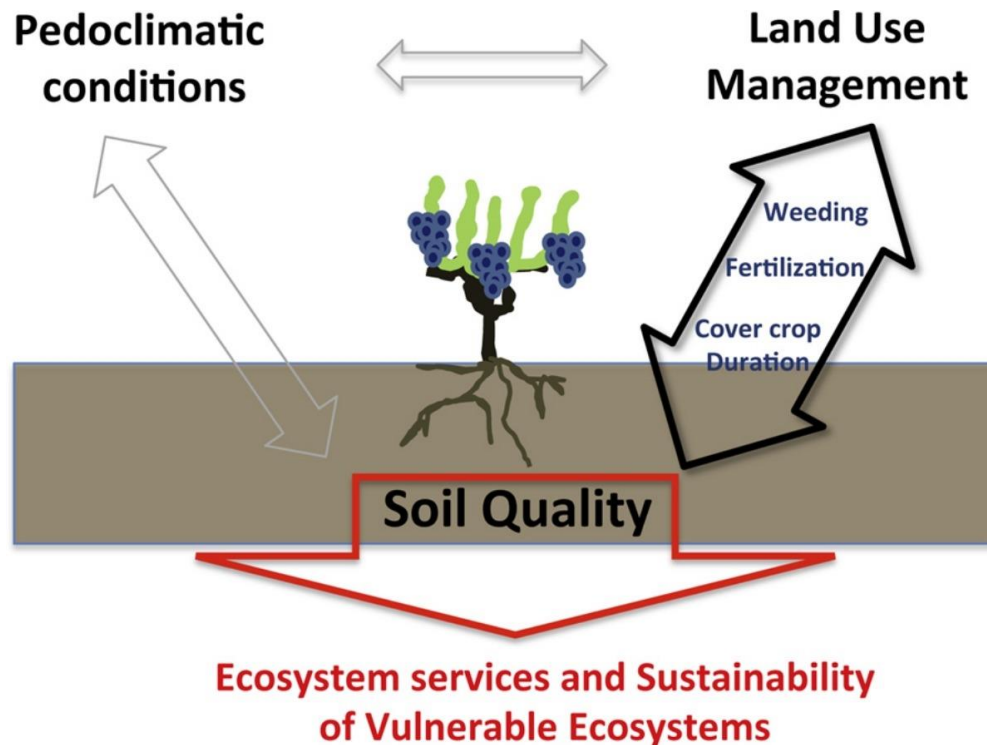 Pedoclimatic
conditions
Land Use
Management
Weeding
Fertilization
Cover crop
Duration
Soil Quality
Ecosystem services and Sustainability
of Vulnerable Ecosystems